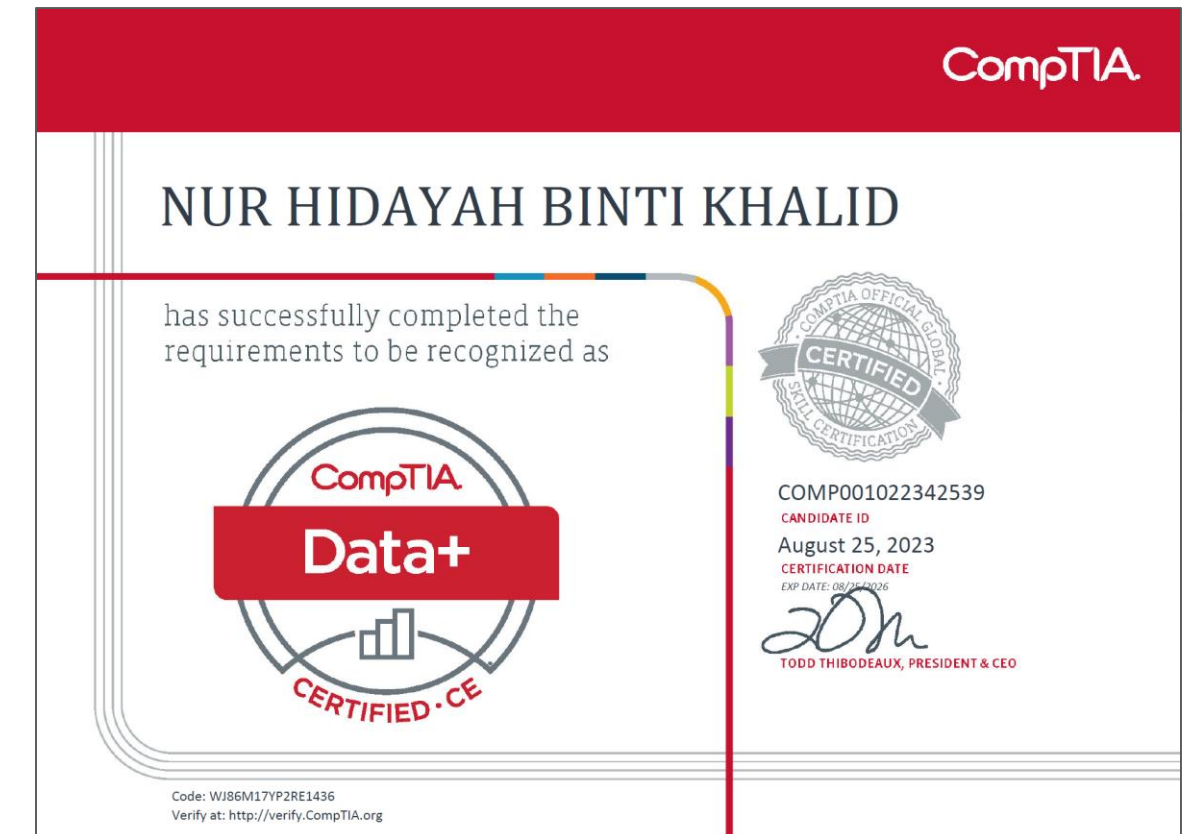 CompTIA.
NUR HIDAYAH BINTI KHALID
has successfully completed the
requirements to be recognized as
CompTIA.
Data+
CERTIFIED · CE
COMPTIA OFFICIAL GLOBAL
CERTIFIED
SKILL CERTIFICATION
COMP001022342539
CANDIDATE ID
August 25, 2023
CERTIFICATION DATE
EXP DATE: 08/25/2026
TODD THIBODEAUX, PRESIDENT & CEO
Code: WJ86M17YP2RE1436
Verify at: http://verify.CompTIA.org